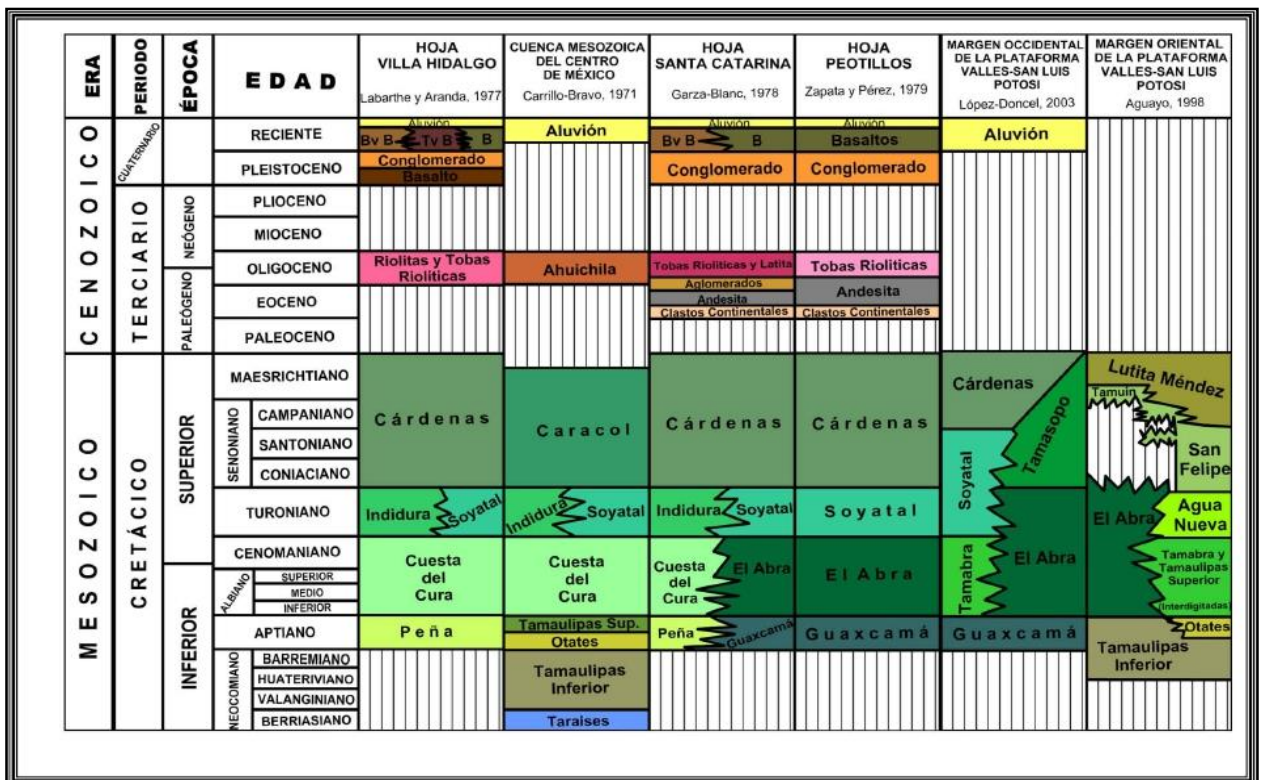 ERA
PERIODO
ÉPOCA
E D A D
HOJA
VILLA HIDALGO
Labarthe y Aranda, 1977
CUENCA MESOZOICA
DEL CENTRO
DE MÉXICO
Carrillo-Bravo, 1971
HOJA
SANTA CATARINA
Garza-Blanc, 1978
HOJA
PEOTILLOS
Zapata y Pérez, 1979
MARGEN OCCIDENTAL
DE LA PLATAFORMA
VALLES-SAN LUIS
POTOSI
López-Doncel, 2003
MARGEN ORIENTAL
DE LA PLATAFORMA
VALLES-SAN LUIS
POTOSI
Aguayo, 1998
CENOZOICO
CUATERNARIO
RECIENTE
Aluvión
Bv B
Tv B
B
Aluvión
Aluvión
Bv B
B
Aluvión
Basaltos
Aluvión
PLEISTOCENO
Conglomerado
Basalto
Conglomerado
Conglomerado
TERCIARIO
NEÓGENO
PLIOCENO
MIOCENO
OLIGOCENO
Riolitas y Tobas
Rioliticas
Ahuichila
Tobas Rioliticas y Latita
Tobas Rioliticas
PALEÓGENO
EOCENO
Aglomerados
Andesita
Clastos Continentales
Andesita
Clastos Continentales
PALEOCENO
MESOZOICO
CRETÁCICO
SUPERIOR
MAESRICHTIANO
SENONIANO
CAMPANIANO
SANTONIANO
CONIACIANO
Cárdenas
Caracol
Cárdenas
Cárdenas
Cárdenas
Tamasopo
Lutita Méndez
Tamuin
San
Felipe
TURONIANO
Indidura
Soyatal
Indidura
Soyatal
Indidura
Soyatal
Soyatal
Soyatal
El Abra
Agua
Nueva
CENOMANIANO
Cuesta
del
Cura
Cuesta
del
Cura
Cuesta
del
Cura
El Abra
El Abra
Tamabra
El Abra
Tamabra y
Tamaulipas
Superior
(Interdigitadas)
INFERIOR
ALBIANO
SUPERIOR
MEDIO
INFERIOR
APTIANO
Peña
Tamaulipas Sup.
Otates
Peña
Guaxcamá
Guaxcamá
Guaxcamá
Otates
NEOCOMIANO
BARREMIANO
HUATERIVIANO
VALANGINIANO
BERRIASIANO
Tamaulipas
Inferior
Taraises
Tamaulipas
Inferior